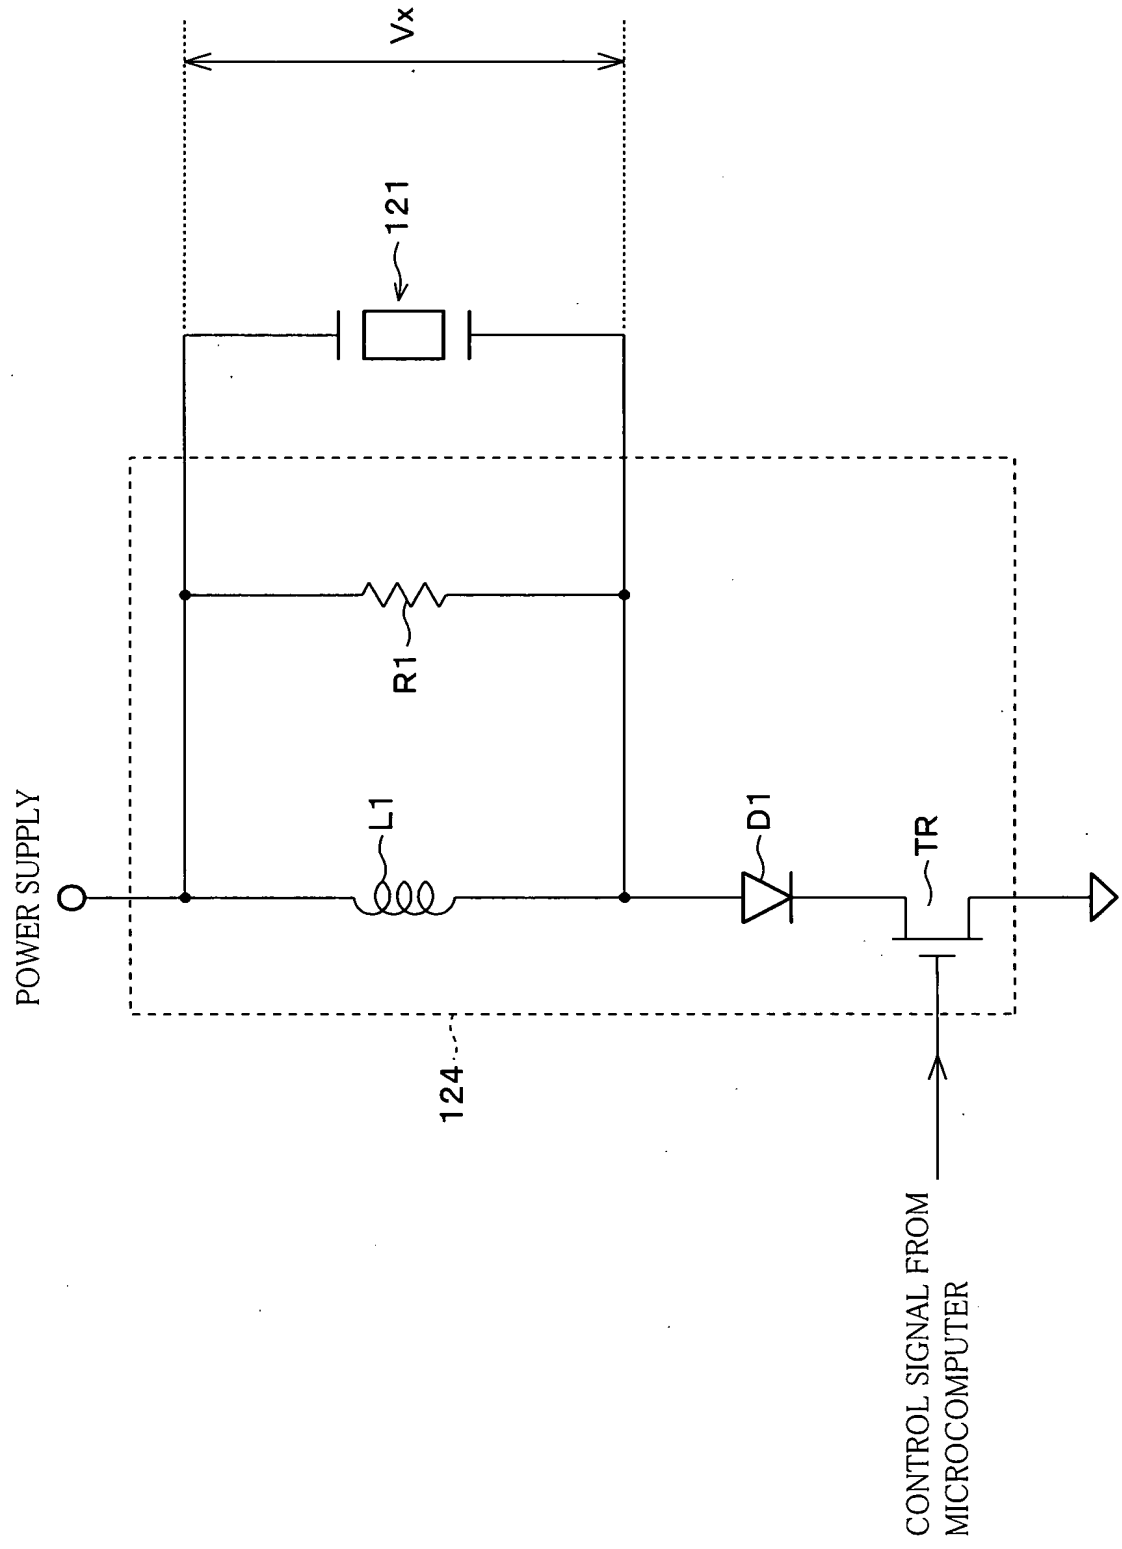 POWER SUPPLY
Vx
121
R1
L1
D1
TR
124
CONTROL SIGNAL FROM
MICROCOMPUTER